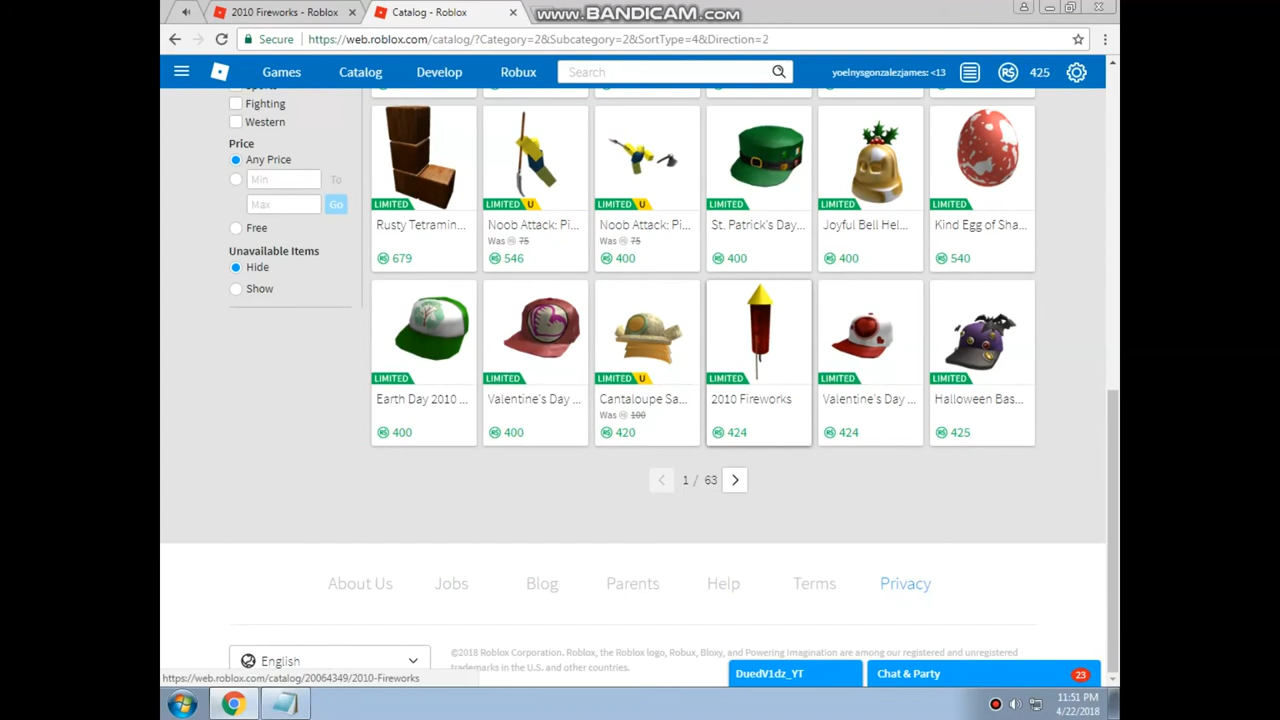 2010 Fireworks - Roblox
Catalog - Roblox
www.BANDICAM.com
Secure https://web.roblox.com/catalog/?Category=2&Subcategory=2&SortType=4&Direction=2
Games Catalog Develop Robux Search yoelnysgonzalezjames: <13 R$ 425
Fighting
Western
Price
Any Price
Min To
Max Go
Free
Unavailable Items
Hide
Show
LIMITED LIMITED U LIMITED U LIMITED LIMITED LIMITED
Rusty Tetramin... Noob Attack: Pi... Noob Attack: Pi... St. Patrick's Day... Joyful Bell Hel... Kind Egg of Sha...
Was 75 Was 75
679 546 400 400 400 540
LIMITED LIMITED LIMITED U LIMITED LIMITED LIMITED
Earth Day 2010 ... Valentine's Day ... Cantaloupe Sa... 2010 Fireworks Valentine's Day ... Halloween Bas...
Was 100
400 400 420 424 424 425
1 / 63
About Us Jobs Blog Parents Help Terms Privacy
English
©2018 Roblox Corporation. Roblox, the Roblox logo, Robux, Bloxy, and Powering Imagination are among our registered and unregistered
trademarks in the U.S. and other countries.
DuedV1dz_YT Chat & Party 23
https://web.roblox.com/catalog/20064349/2010-Fireworks
11:51 PM
4/22/2018